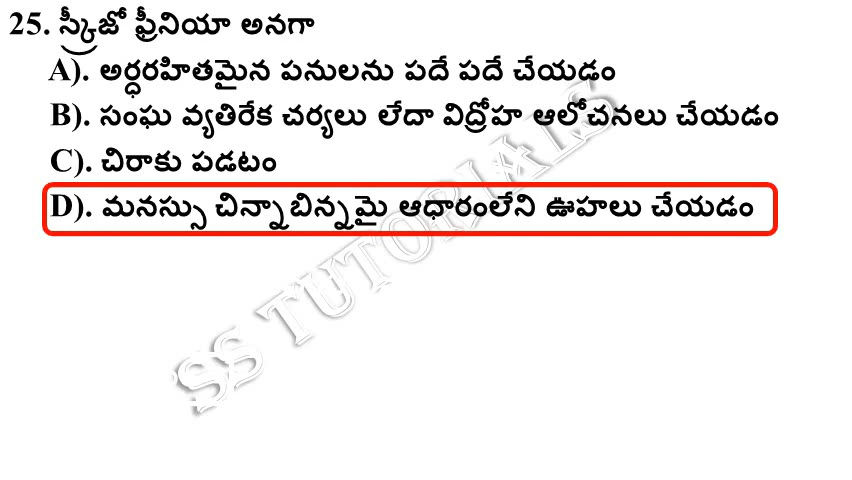 25. స్కీజో ఫ్రీనియా అనగా
A). అర్ధరహితమైన పనులను పదే పదే చేయడం
B). సంఘ వ్యతిరేక చర్యలు లేదా విద్రోహ ఆలోచనలు చేయడం
C). చిరాకు పడటం
D). మనస్సు చిన్నాబిన్నమై ఆధారంలేని ఊహలు చేయడం
SS TUTORIALS